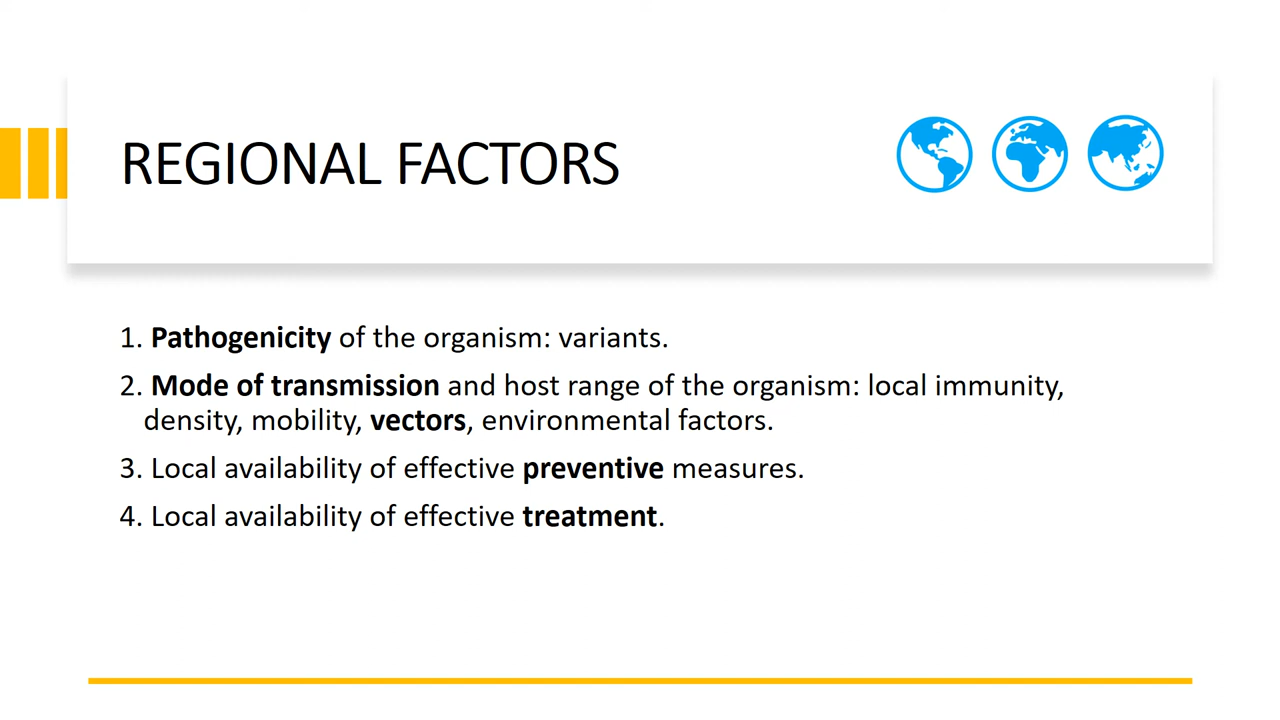 REGIONAL FACTORS
1. Pathogenicity of the organism: variants.
2. Mode of transmission and host range of the organism: local immunity,
density, mobility, vectors, environmental factors.
3. Local availability of effective preventive measures.
4. Local availability of effective treatment.